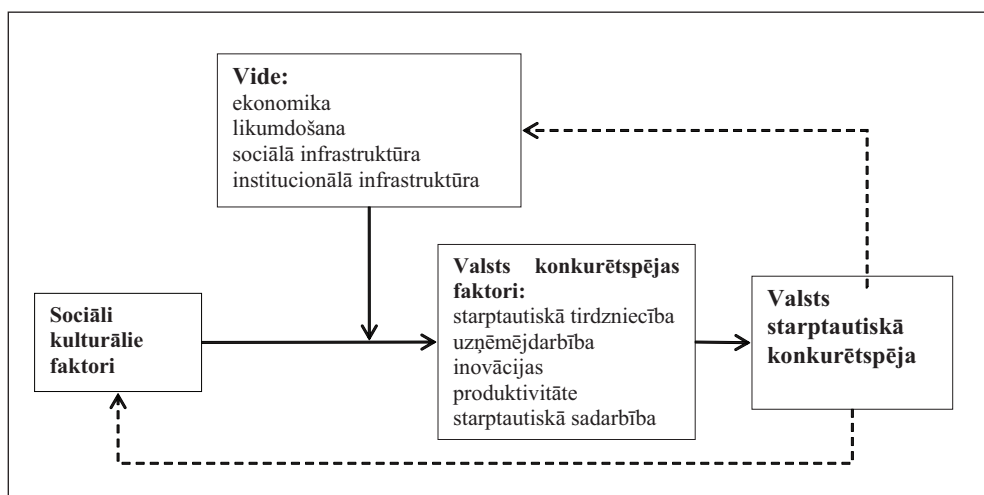 Vide:
ekonomika
likumdošana
sociālā infrastruktūra
institucionālā infrastruktūra
Sociāli
kulturālie
faktori
Valsts konkurētspējas
faktori:
starptautiskā tirdzniecība
uzņēmējdarbība
inovācijas
produktivitāte
starptautiskā sadarbība
Valsts
starptautiskā
konkurētspēja